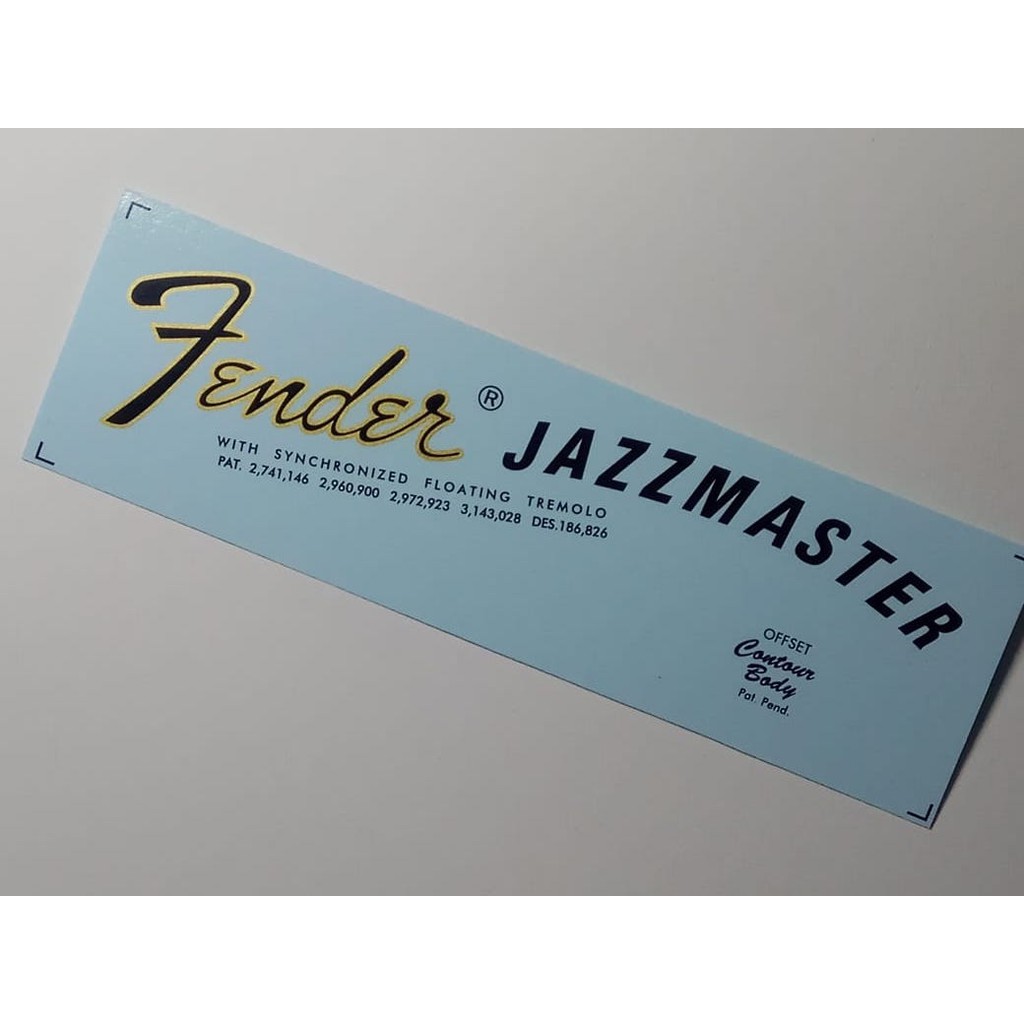 Fender ® JAZZMASTER
WITH SYNCHRONIZED FLOATING TREMOLO
PAT. 2,741,146 2,960,900 2,972,923 3,143,028 DES.186,826
OFFSET
Contour
Body
Pat. Pend.